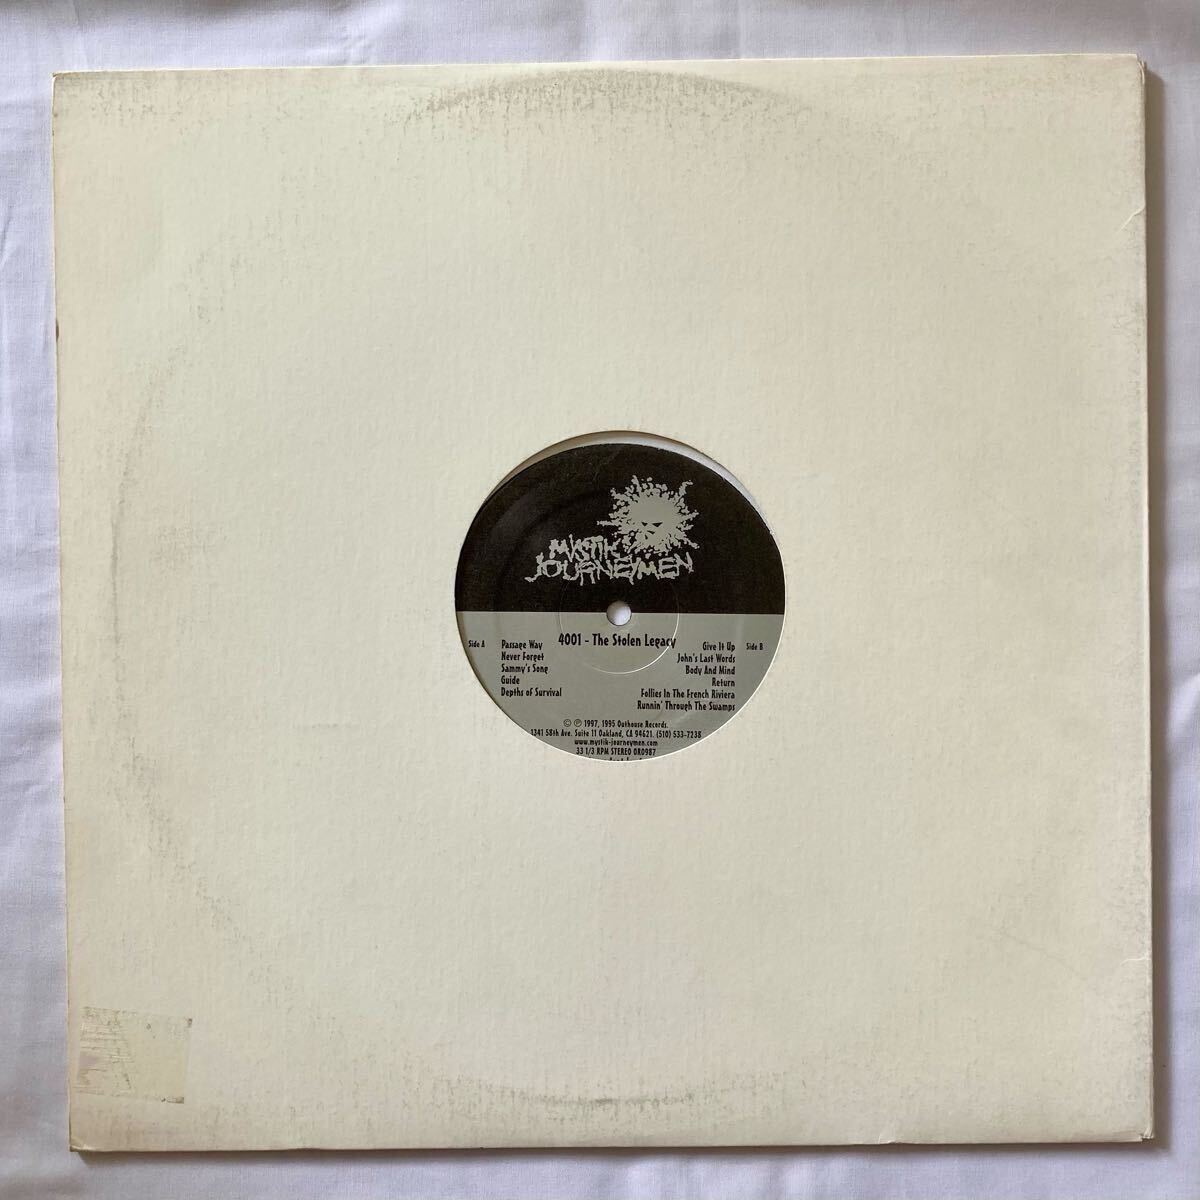 MYSTIK
JOURNEYMEN
4001 - The Stolen Legacy
Side A
Passage Way
Never Forget
Sammy's Song
Guide
Depths of Survival
Side B
Give It Up
John's Last Words
Body And Mind
Return
Follies In The French Riviera
Runnin' Through The Swamps
© ℗ 1997, 1995 Outhouse Records.
1341 58th Ave. Suite 11 Oakland, CA 94621. (510) 533-7238
www.mystik-journeymen.com
33 1/3 RPM STEREO OR0987